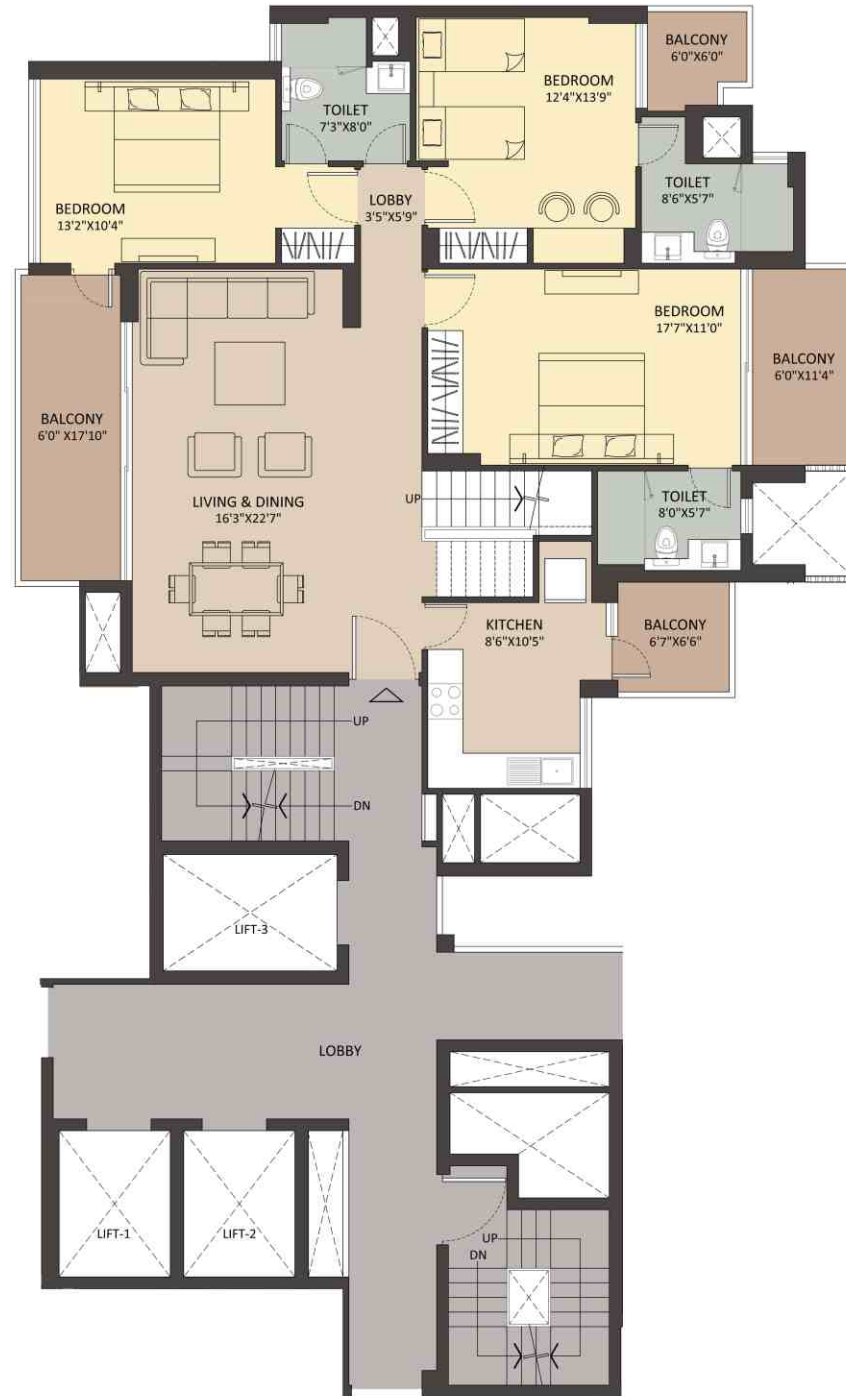 BALCONY
6'0"X6'0"
BEDROOM
12'4"X13'9"
TOILET
7'3"X8'0"
TOILET
8'6"X5'7"
LOBBY
3'5"X5'9"
BEDROOM
13'2"X10'4"
BEDROOM
17'7"X11'0"
BALCONY
6'0"X11'4"
BALCONY
6'0" X17'10"
LIVING & DINING
16'3"X22'7"
UP
TOILET
8'0"X5'7"
KITCHEN
8'6"X10'5"
BALCONY
6'7"X6'6"
UP
DN
LIFT-3
LOBBY
LIFT-1
LIFT-2
UP
DN